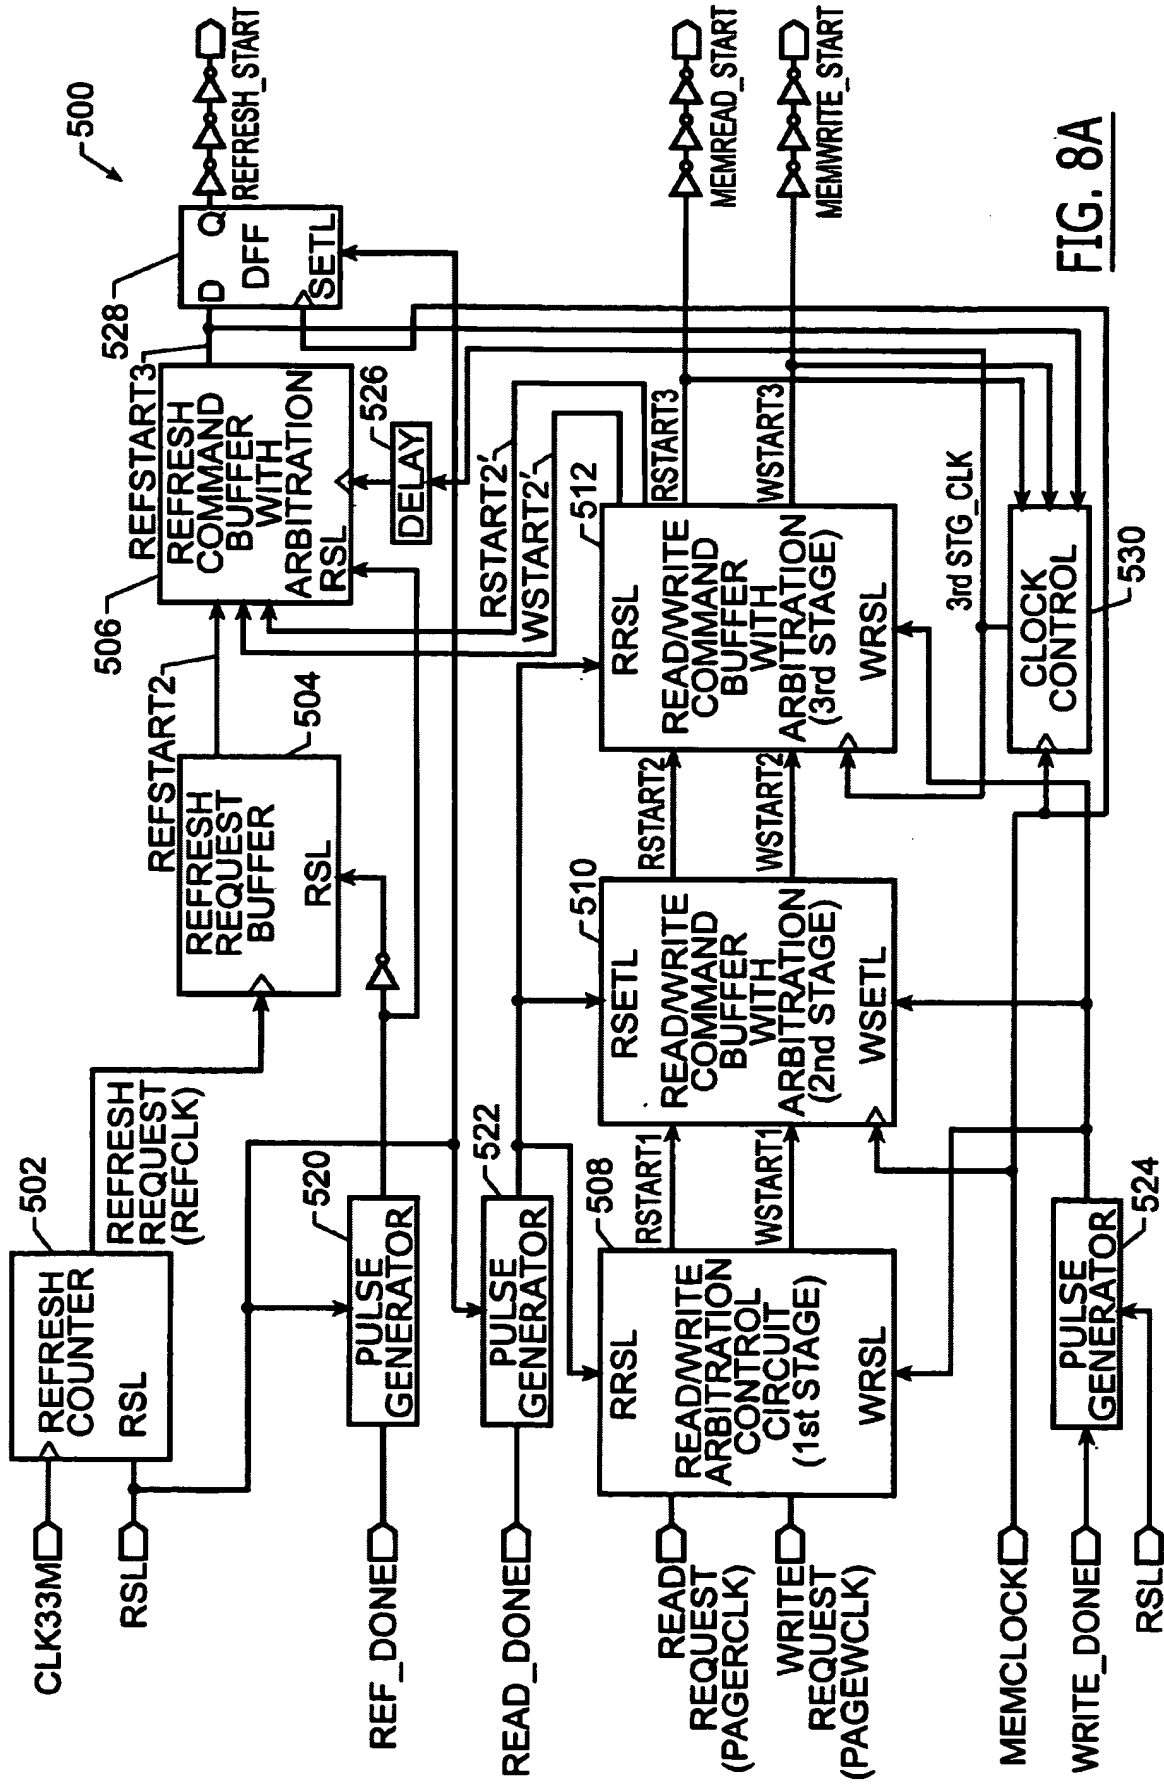 500
CLK33M
RSL
REFRESH
COUNTER
RSL
502
REFRESH
REQUEST
(REFCLK)
REFRESH
REQUEST
BUFFER
RSL
504
REFSTART2
506
REFRESH
COMMAND
BUFFER
WITH
ARBITRATION
RSL
REFSTART3
528
D
Q
DFF
SETL
REFRESH_START
DELAY
526
REF_DONE
PULSE
GENERATOR
520
READ_DONE
PULSE
GENERATOR
522
RSTART2'
WSTART2'
READ
REQUEST
(PAGERCLK)
WRITE
REQUEST
(PAGEWCLK)
RRSL
READ/WRITE
ARBITRATION
CONTROL
CIRCUIT
(1st STAGE)
WRSL
508
RSTART1
WSTART1
RSETL
READ/WRITE
COMMAND
BUFFER
WITH
ARBITRATION
(2nd STAGE)
WSETL
510
RSTART2
WSTART2
RRSL
READ/WRITE
COMMAND
BUFFER
WITH
ARBITRATION
(3rd STAGE)
WRSL
512
RSTART3
WSTART3
MEMREAD_START
MEMWRITE_START
3rd STG_CLK
MEMCLOCK
WRITE_DONE
RSL
PULSE
GENERATOR
524
CLOCK
CONTROL
530
FIG. 8A